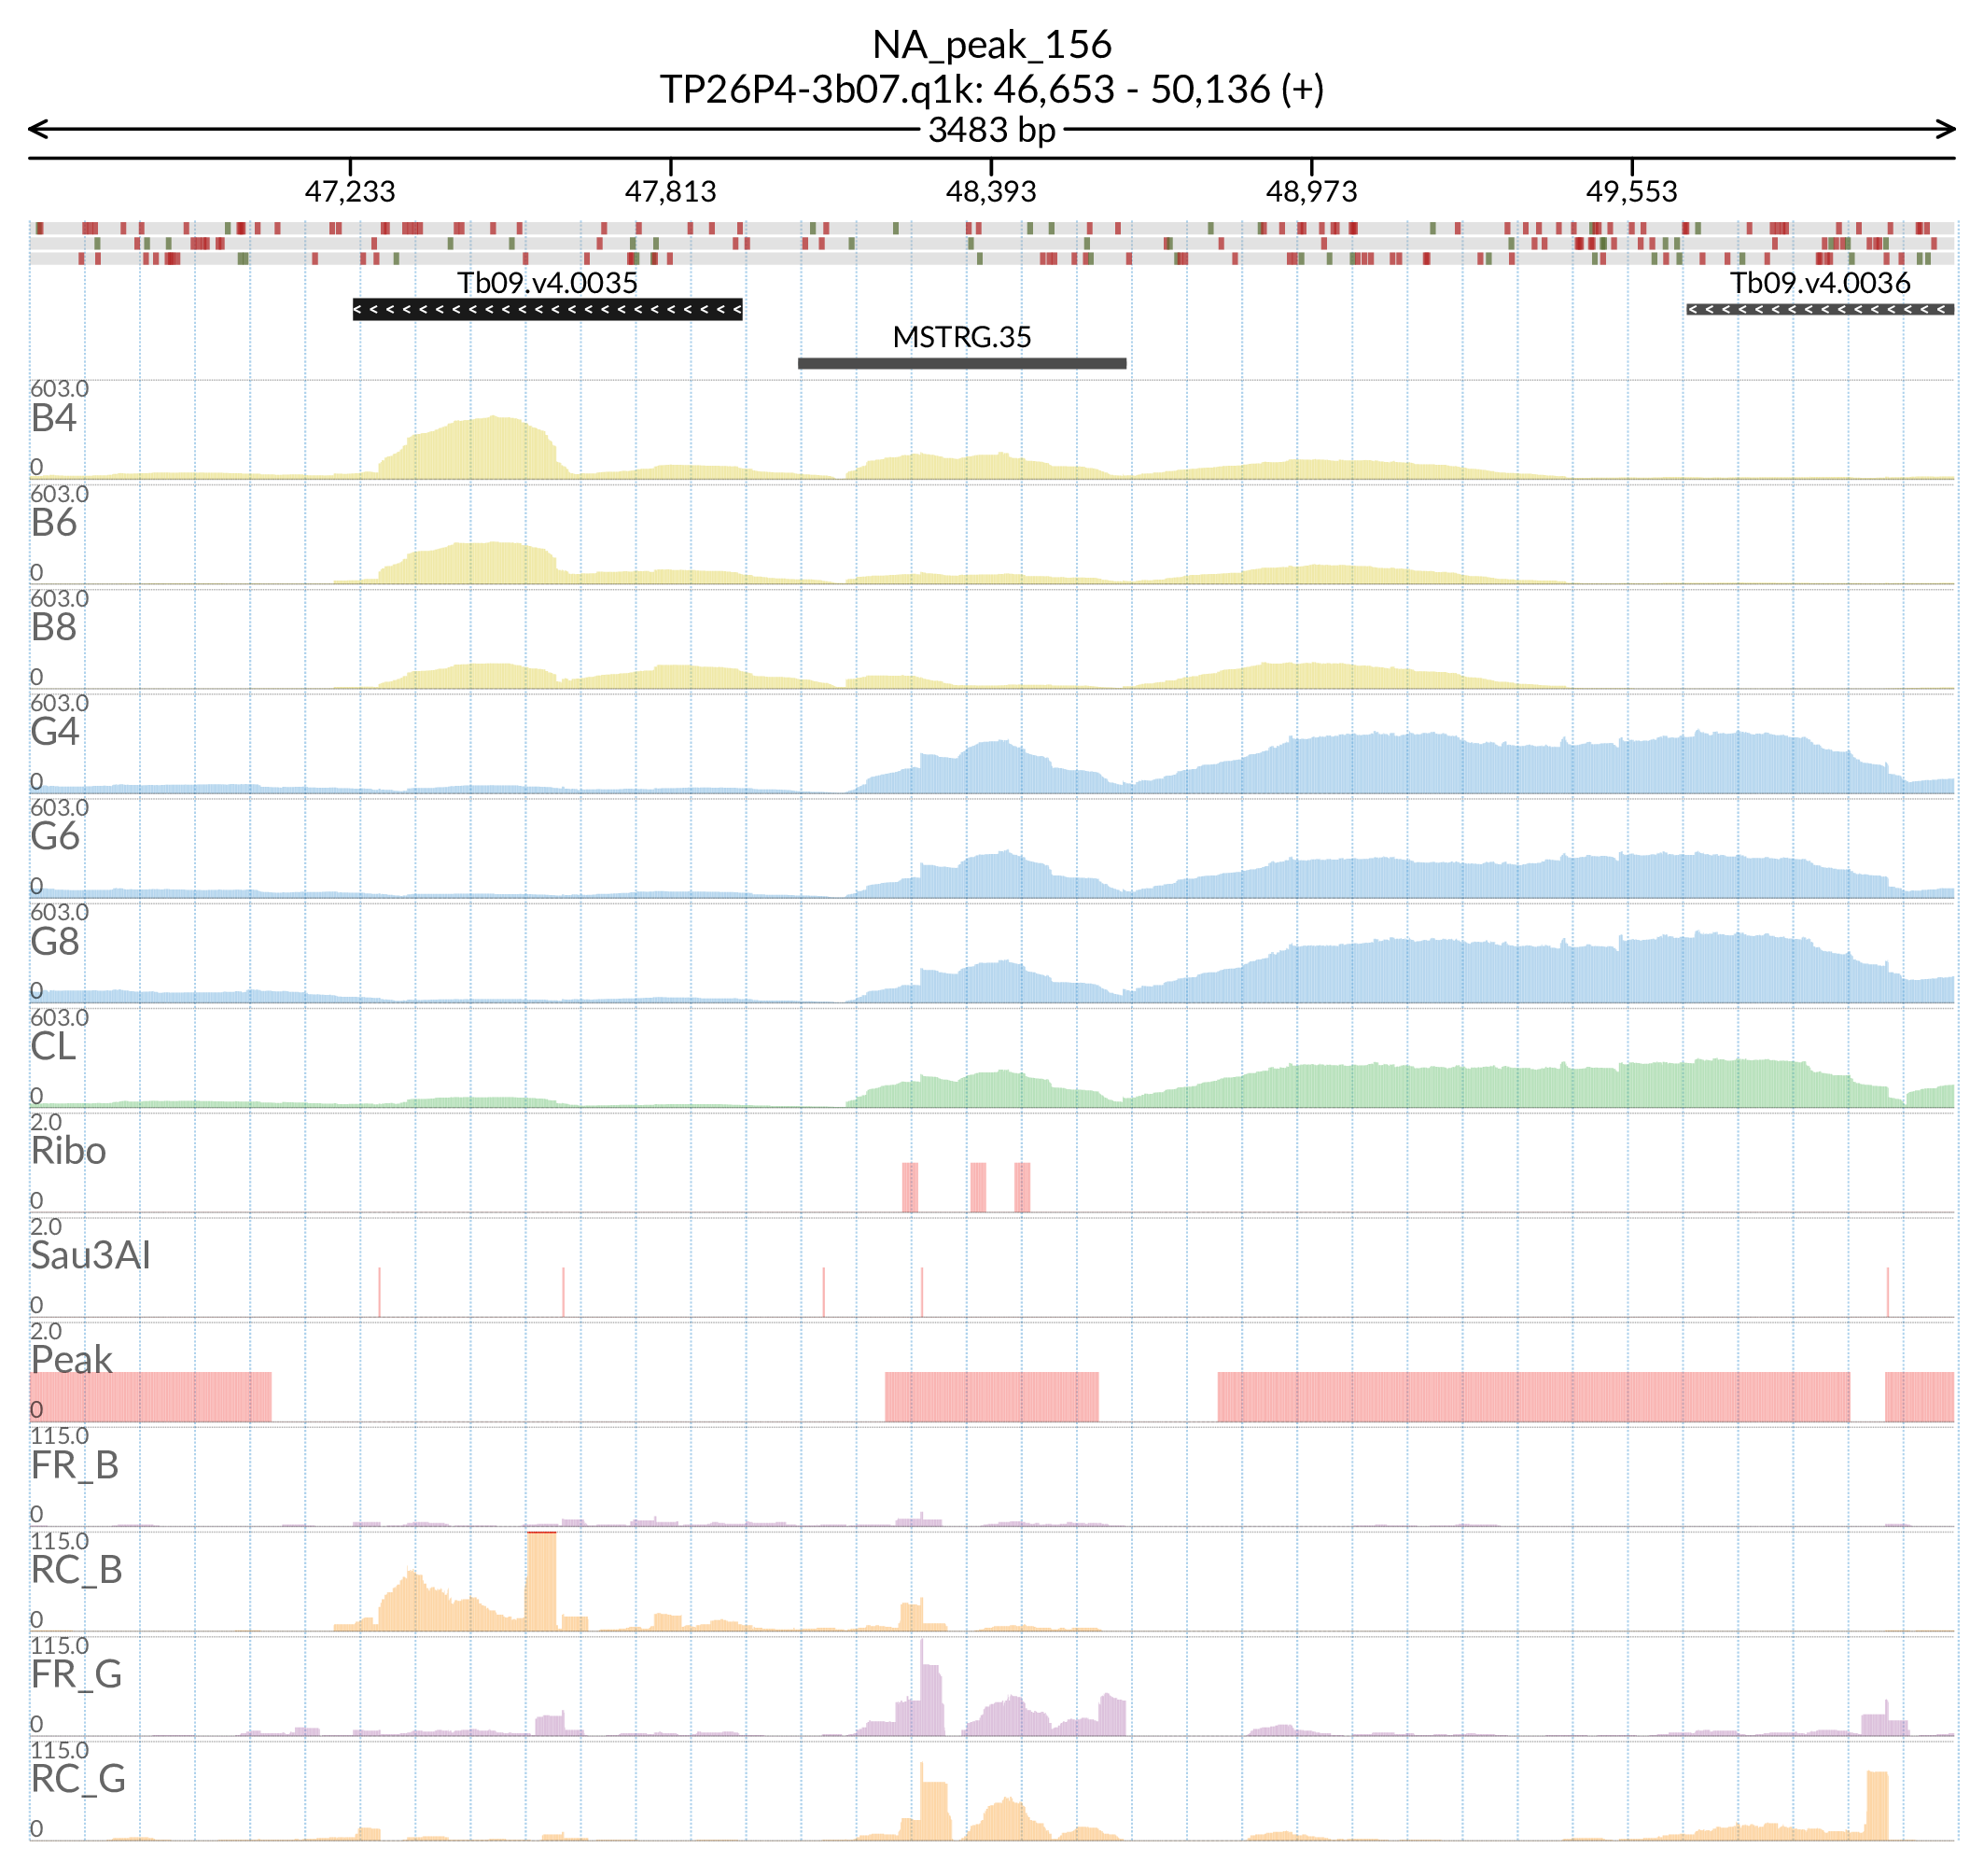 NA_peak_156
TP26P4-3b07.q1k: 46,653 - 50,136 (+)
3483 bp
47,233 47,813 48,393 48,973 49,553
Tb09.v4.0035 Tb09.v4.0036
MSTRG.35
603.0
B4
0
603.0
B6
0
603.0
B8
0
603.0
G4
0
603.0
G6
0
603.0
G8
0
603.0
CL
0
2.0
Ribo
0
2.0
Sau3AI
0
2.0
Peak
0
115.0
FR_B
0
115.0
RC_B
0
115.0
FR_G
0
115.0
RC_G
0